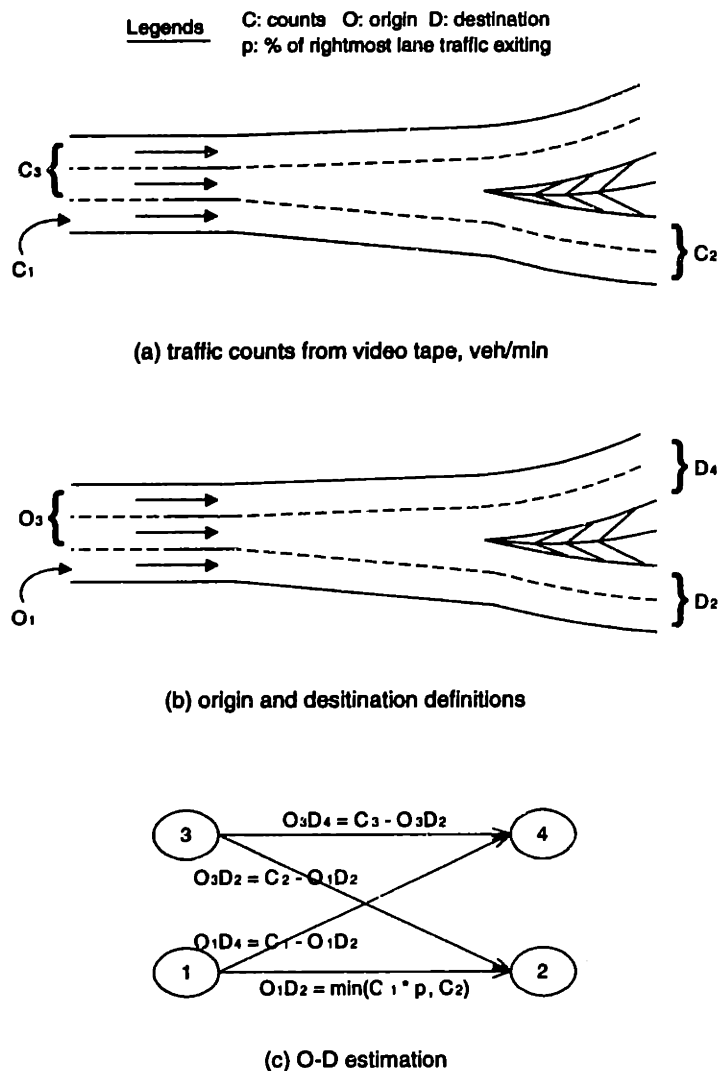 Legends
C: counts O: origin D: destination
p: % of rightmost lane traffic exiting
C3
C1
C2
(a) traffic counts from video tape, veh/min
O3
O1
D4
D2
(b) origin and desitination definitions
3
O3D4 = C3 - O3D2
4
O3D2 = C2 - O1D2
O1D4 = C1 - O1D2
1
O1D2 = min(C1 * p, C2)
2
(c) O-D estimation